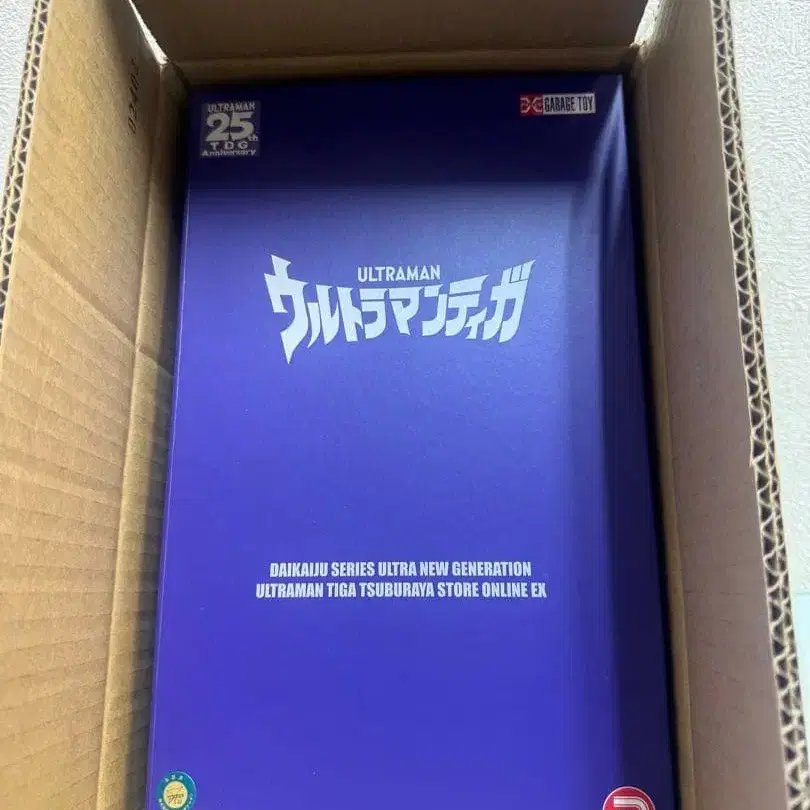 ULTRAMAN
25th
TDG
Anniversary
GARAGE TOY
ULTRAMAN
ウルトラマンティガ
DAIKAIJU SERIES ULTRA NEW GENERATION
ULTRAMAN TIGA TSUBURAYA STORE ONLINE EX